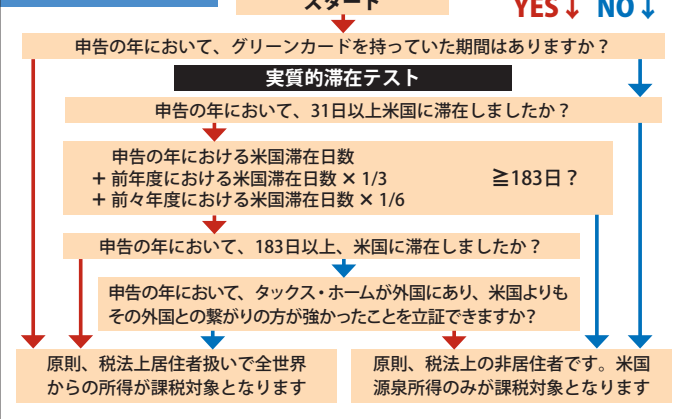 スタート
YES↓ NO↓
申告の年において、グリーンカードを持っていた期間はありますか？
実質的滞在テスト
申告の年において、31日以上米国に滞在しましたか？
申告の年における米国滞在日数
＋ 前年度における米国滞在日数 × 1/3
＋ 前々年度における米国滞在日数 × 1/6
≧183日？
申告の年において、183日以上、米国に滞在しましたか？
申告の年において、タックス・ホームが外国にあり、米国よりも
その外国との繋がりの方が強かったことを立証できますか？
原則、税法上居住者扱いで全世界
からの所得が課税対象となります
原則、税法上の非居住者です。米国
源泉所得のみが課税対象となります